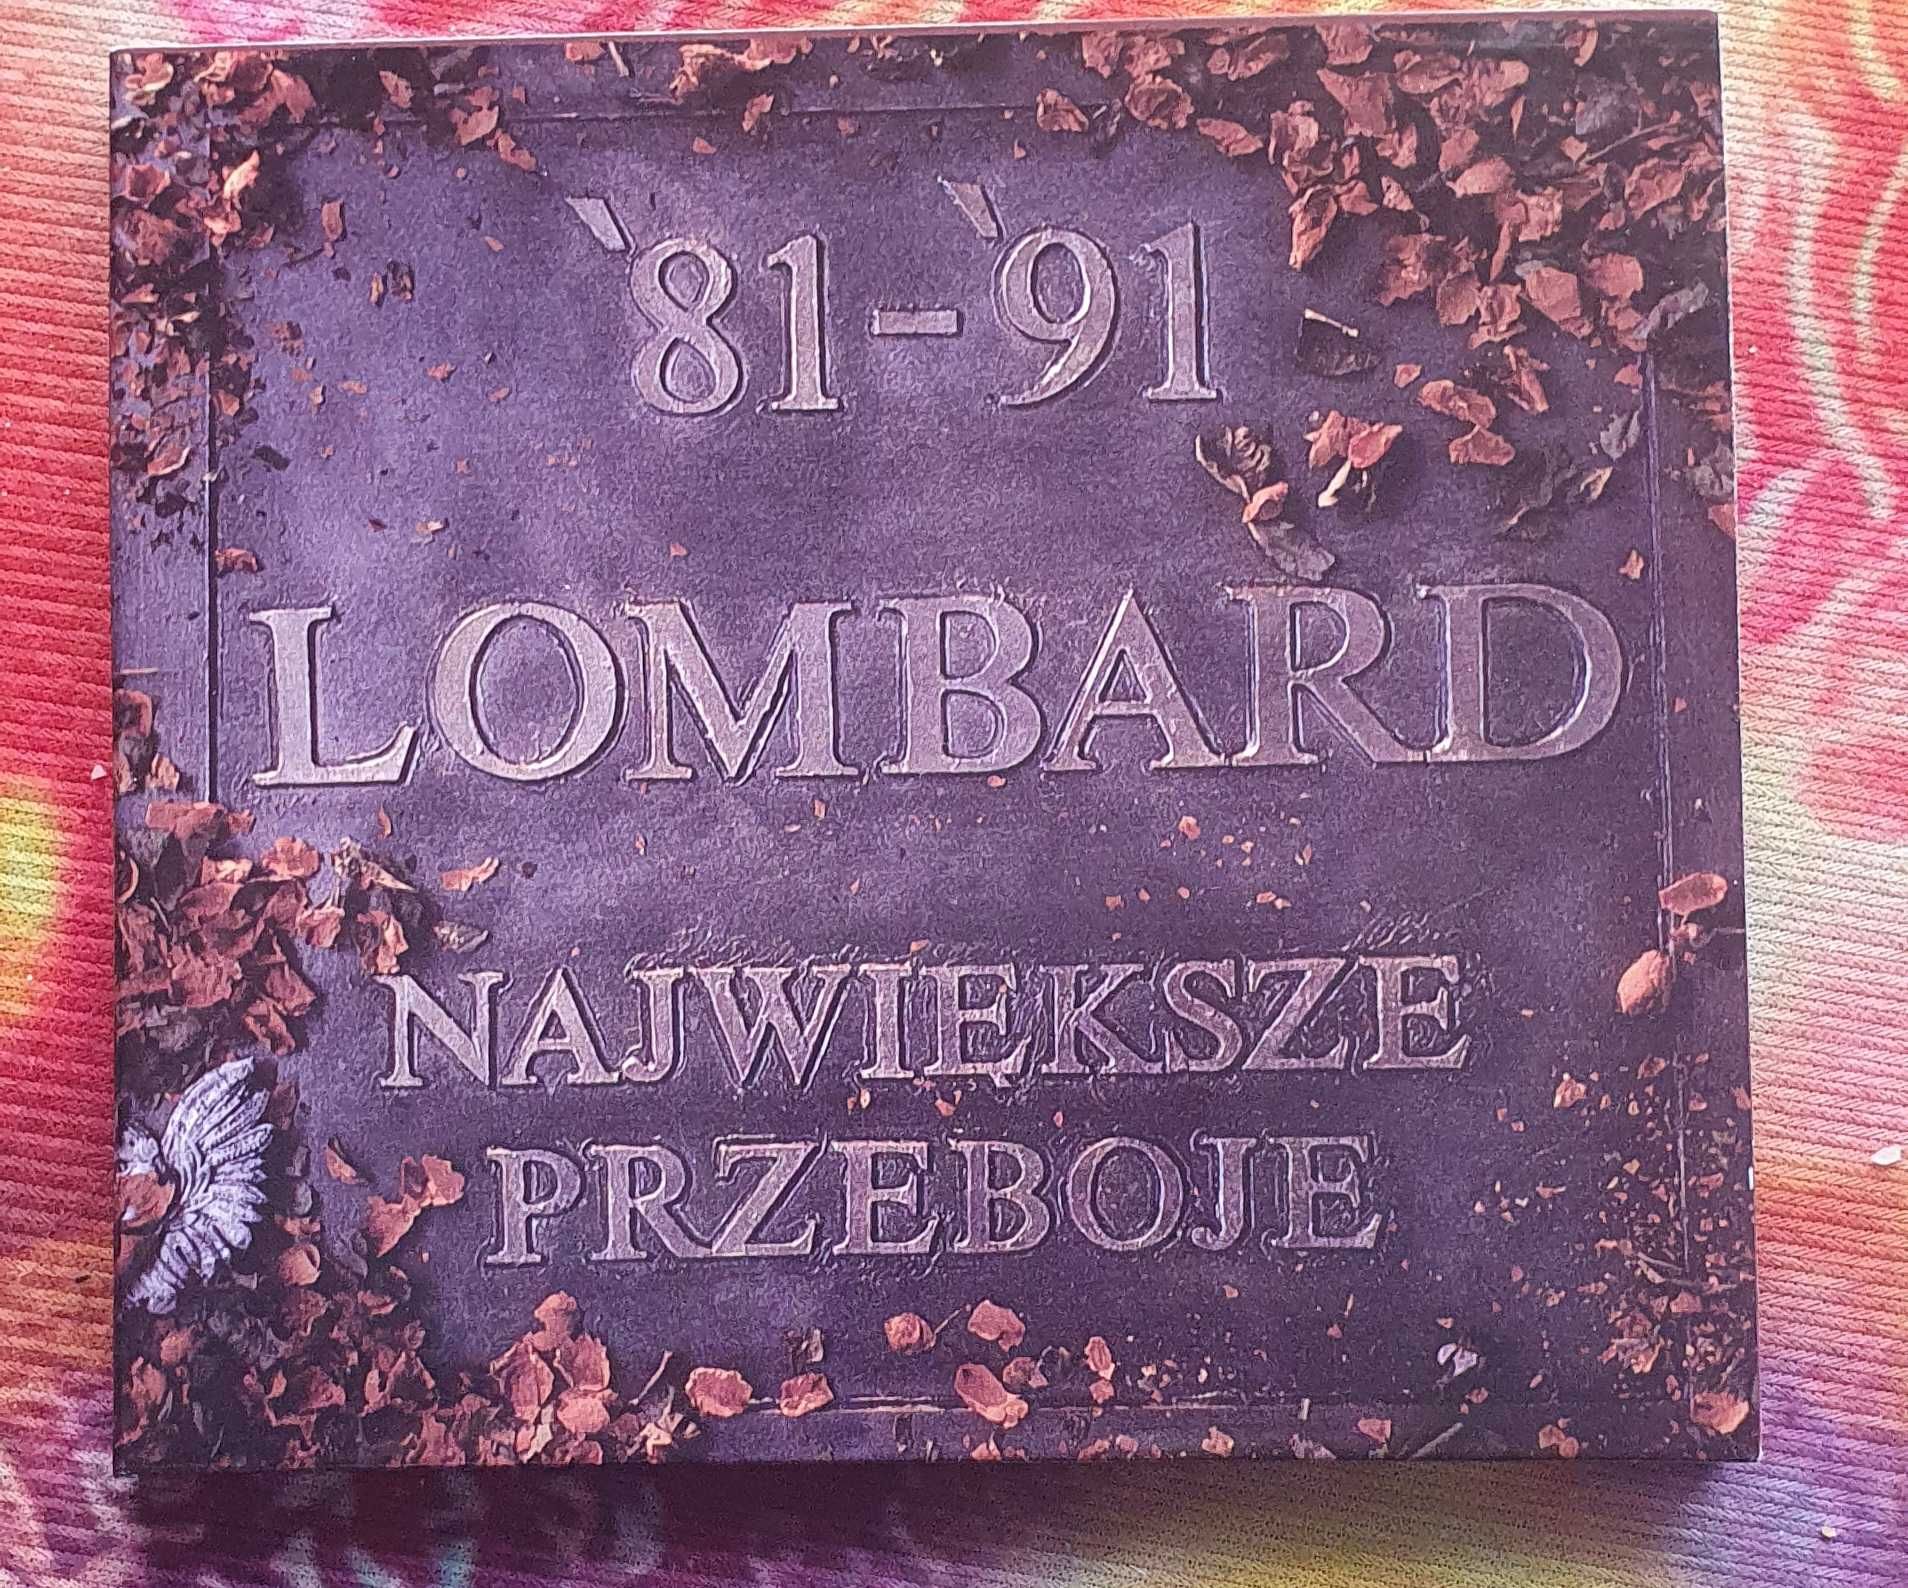 `81-`91
LOMBARD
NAJWIĘKSZE
PRZEBOJE